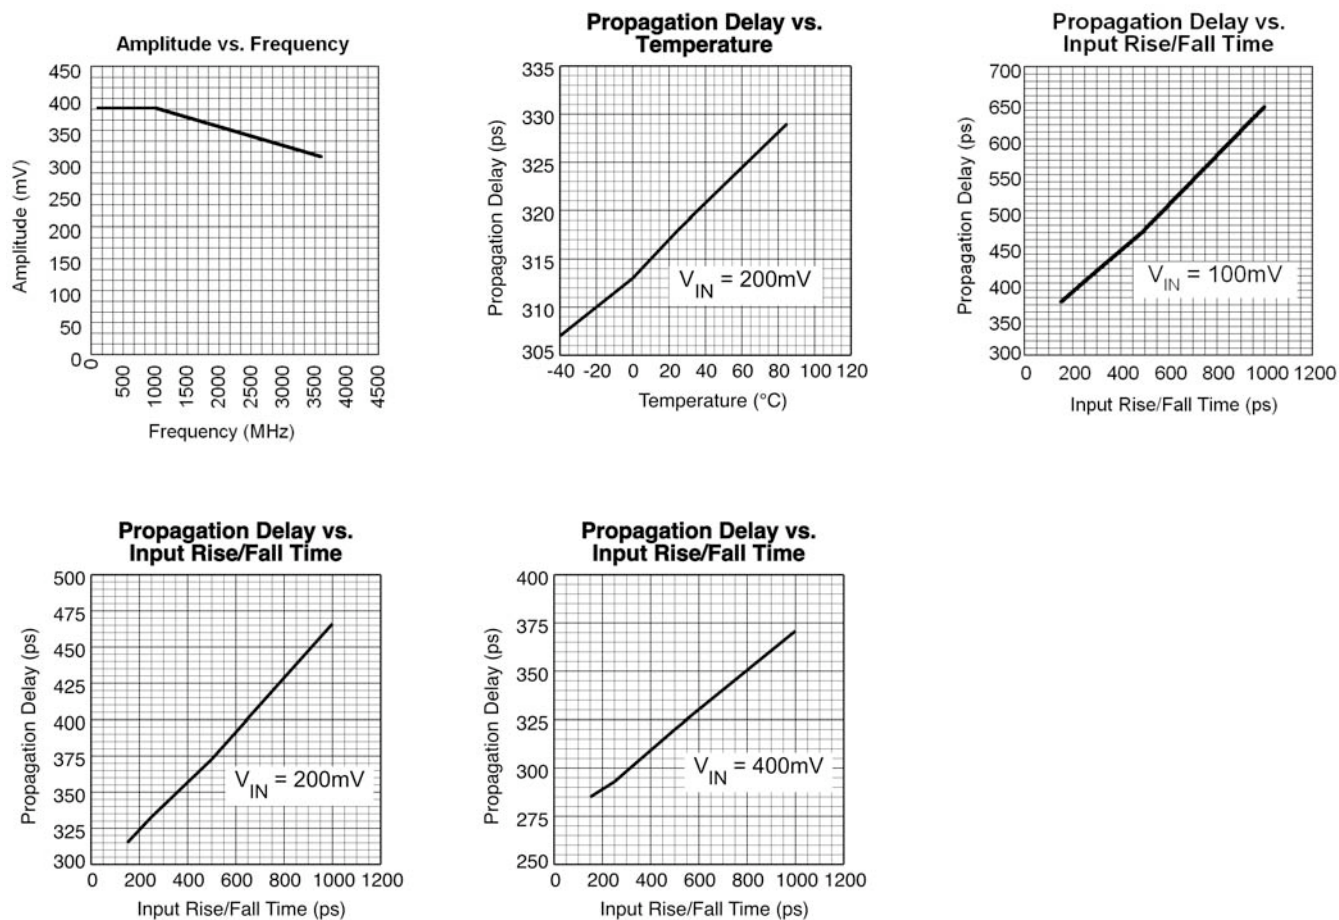 Amplitude vs. Frequency
450
400
350
300
250
200
150
100
50
0
0
500
1000
1500
2000
2500
3000
3500
4000
4500
Amplitude (mV)
Frequency (MHz)
Propagation Delay vs.
Temperature
335
330
325
320
315
310
305
-40 -20 0 20 40 60 80 100 120
Propagation Delay (ps)
Temperature (°C)
VIN = 200mV
Propagation Delay vs.
Input Rise/Fall Time
700
650
600
550
500
450
400
350
300
0 200 400 600 800 1000 1200
Propagation Delay (ps)
Input Rise/Fall Time (ps)
VIN = 100mV
Propagation Delay vs.
Input Rise/Fall Time
500
475
450
425
400
375
350
325
300
0 200 400 600 800 1000 1200
Propagation Delay (ps)
Input Rise/Fall Time (ps)
VIN = 200mV
Propagation Delay vs.
Input Rise/Fall Time
400
375
350
325
300
275
250
0 200 400 600 800 1000 1200
Propagation Delay (ps)
Input Rise/Fall Time (ps)
VIN = 400mV